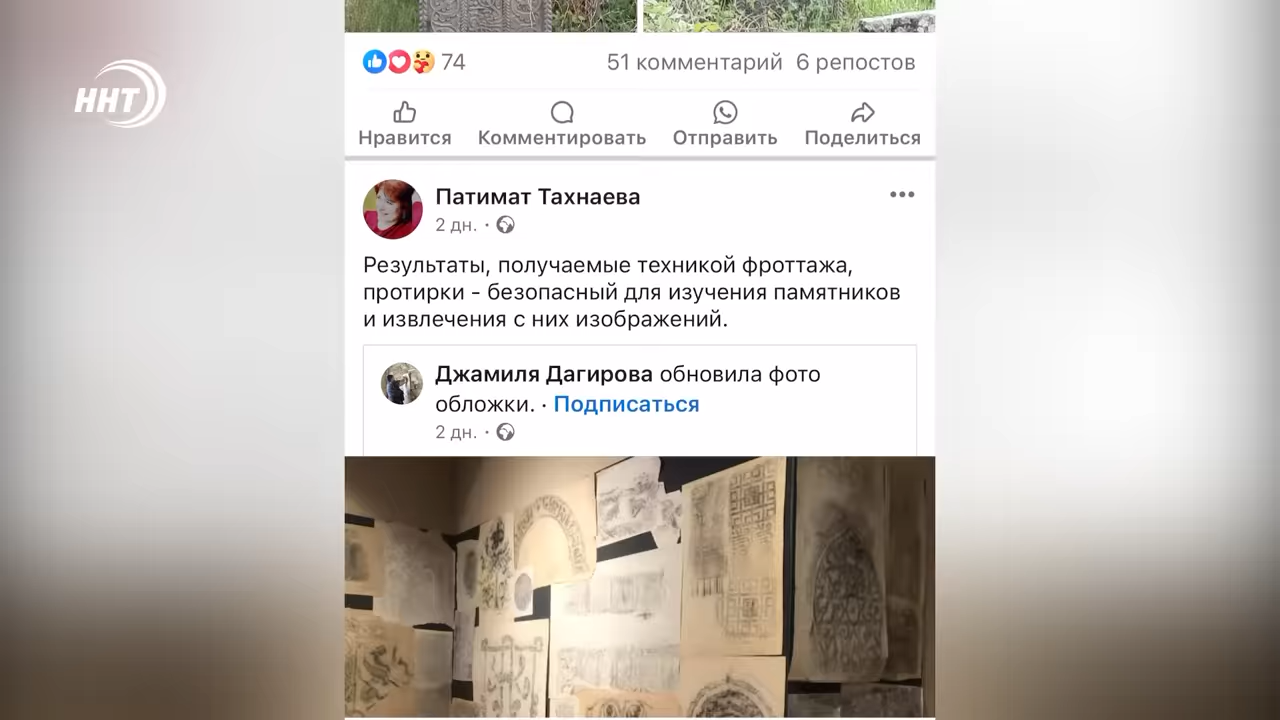 ННТ
74
51 комментарий 6 репостов
Нравится Комментировать Отправить Поделиться
Патимат Тахнаева
2 дн. ·
Результаты, получаемые техникой фроттажа,
протирки - безопасный для изучения памятников
и извлечения с них изображений.
Джамиля Дагирова обновила фото
обложки. · Подписаться
2 дн. ·